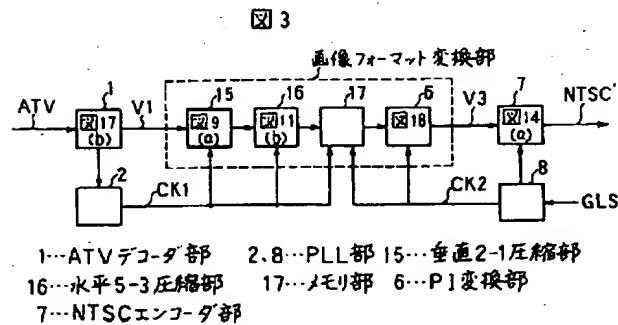 図3
画像フォーマット変換部
1 15 16 17 6 7
ATV V1 V3 NTSC'
図17 図9 図11 図18 図14
(b) (a) (b) (a)
2 CK1 CK2 8
GLS
1…ATVデコーダ部 2,8…PLL部 15…垂直2-1圧縮部
16…水平5-3圧縮部 17…メモリ部 6…PI変換部
7…NTSCエンコーダ部